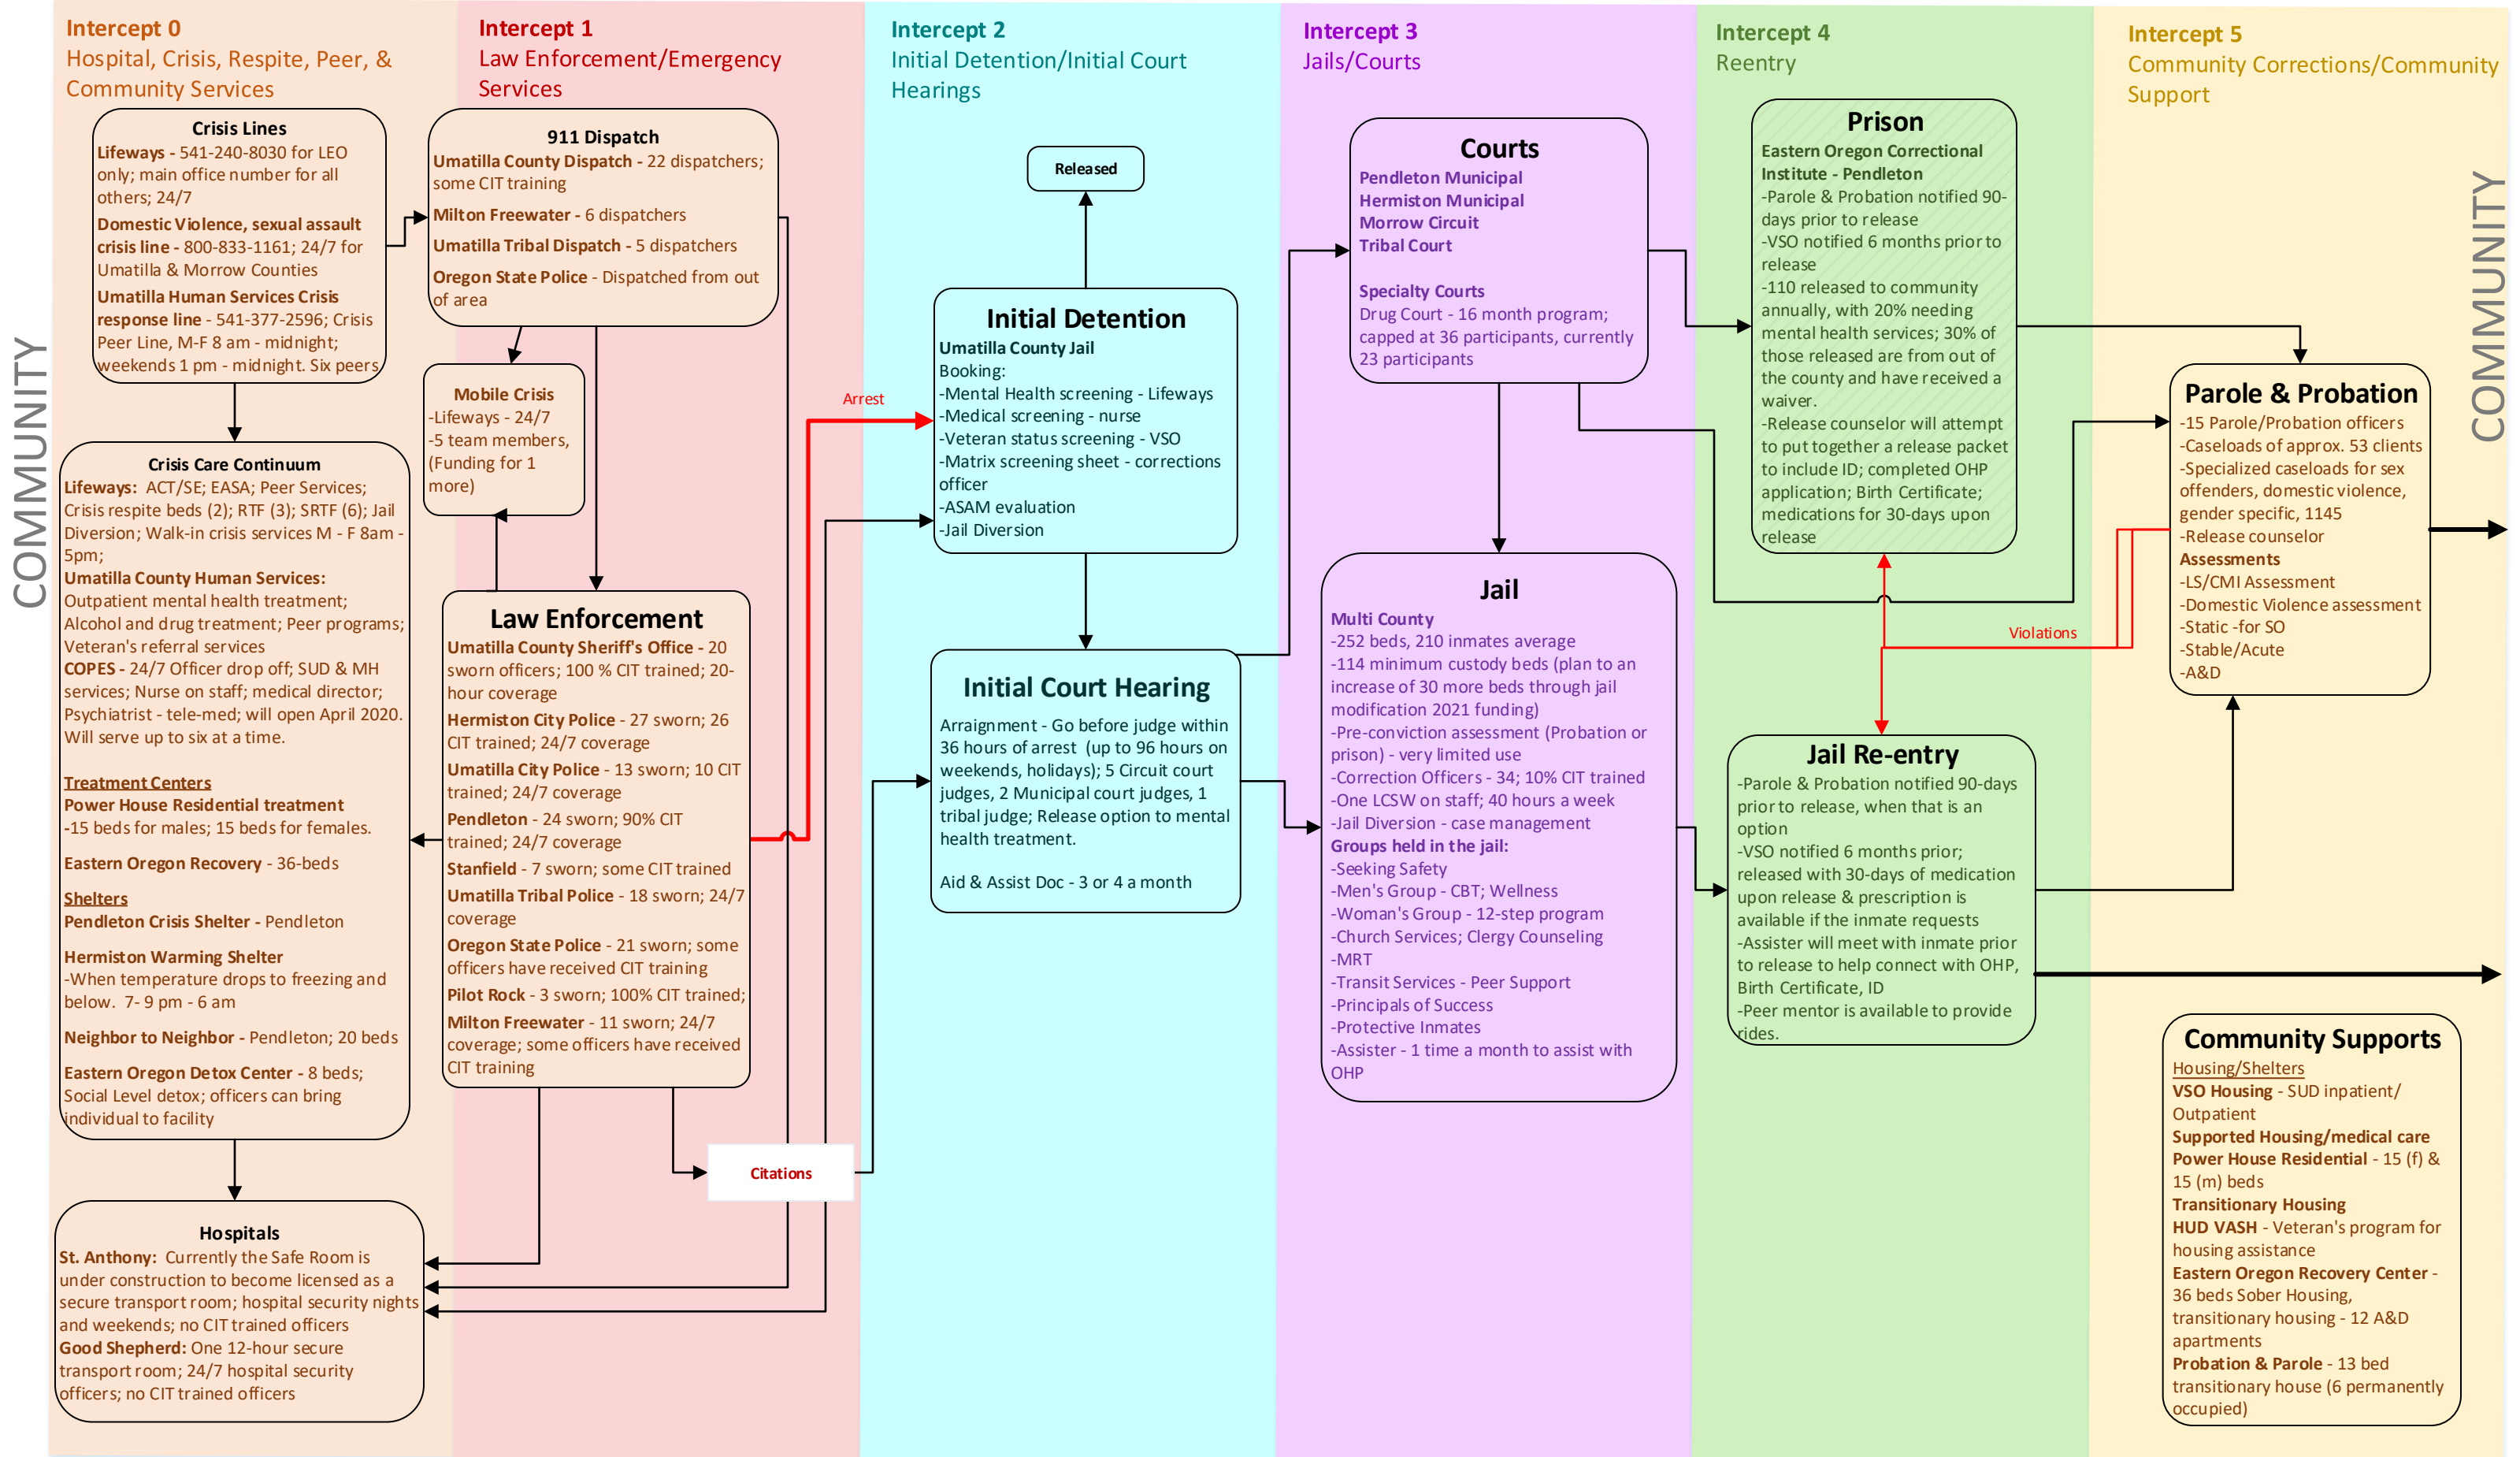 COMMUNITY
Intercept 0
Hospital, Crisis, Respite, Peer, &
Community Services
Crisis Lines
Lifeways - 541-240-8030 for LEO
only; main office number for all
others; 24/7
Domestic Violence, sexual assault
crisis line - 800-833-1161; 24/7 for
Umatilla & Morrow Counties
Umatilla Human Services Crisis
response line - 541-377-2596; Crisis
Peer Line, M-F 8 am - midnight;
weekends 1 pm - midnight. Six peers
Crisis Care Continuum
Lifeways: ACT/SE; EASA; Peer Services;
Crisis respite beds (2); RTF (3); SRTF (6); Jail
Diversion; Walk-in crisis services M - F 8am -
5pm;
Umatilla County Human Services:
Outpatient mental health treatment;
Alcohol and drug treatment; Peer programs;
Veteran's referral services
COPES - 24/7 Officer drop off; SUD & MH
services; Nurse on staff; medical director;
Psychiatrist - tele-med; will open April 2020.
Will serve up to six at a time.
Treatment Centers
Power House Residential treatment
-15 beds for males; 15 beds for females.
Eastern Oregon Recovery - 36-beds
Shelters
Pendleton Crisis Shelter - Pendleton
Hermiston Warming Shelter
-When temperature drops to freezing and
below. 7- 9 pm - 6 am
Neighbor to Neighbor - Pendleton; 20 beds
Eastern Oregon Detox Center - 8 beds;
Social Level detox; officers can bring
individual to facility
Hospitals
St. Anthony: Currently the Safe Room is
under construction to become licensed as a
secure transport room; hospital security nights
and weekends; no CIT trained officers
Good Shepherd: One 12-hour secure
transport room; 24/7 hospital security
officers; no CIT trained officers
Intercept 1
Law Enforcement/Emergency
Services
911 Dispatch
Umatilla County Dispatch - 22 dispatchers;
some CIT training
Milton Freewater - 6 dispatchers
Umatilla Tribal Dispatch - 5 dispatchers
Oregon State Police - Dispatched from out
of area
Mobile Crisis
-Lifeways - 24/7
-5 team members,
(Funding for 1
more)
Law Enforcement
Umatilla County Sheriff's Office - 20
sworn officers; 100 % CIT trained; 20-
hour coverage
Hermiston City Police - 27 sworn; 26
CIT trained; 24/7 coverage
Umatilla City Police - 13 sworn; 10 CIT
trained; 24/7 coverage
Pendleton - 24 sworn; 90% CIT
trained; 24/7 coverage
Stanfield - 7 sworn; some CIT trained
Umatilla Tribal Police - 18 sworn; 24/7
coverage
Oregon State Police - 21 sworn; some
officers have received CIT training
Pilot Rock - 3 sworn; 100% CIT trained;
Milton Freewater - 11 sworn; 24/7
coverage; some officers have received
CIT training
Arrest
Citations
Intercept 2
Initial Detention/Initial Court
Hearings
Released
Initial Detention
Umatilla County Jail
Booking:
-Mental Health screening - Lifeways
-Medical screening - nurse
-Veteran status screening - VSO
-Matrix screening sheet - corrections
officer
-ASAM evaluation
-Jail Diversion
Initial Court Hearing
Arraignment - Go before judge within
36 hours of arrest (up to 96 hours on
weekends, holidays); 5 Circuit court
judges, 2 Municipal court judges, 1
tribal judge; Release option to mental
health treatment.
Aid & Assist Doc - 3 or 4 a month
Intercept 3
Jails/Courts
Courts
Pendleton Municipal
Hermiston Municipal
Morrow Circuit
Tribal Court
Specialty Courts
Drug Court - 16 month program;
capped at 36 participants, currently
23 participants
Jail
Multi County
-252 beds, 210 inmates average
-114 minimum custody beds (plan to an
increase of 30 more beds through jail
modification 2021 funding)
-Pre-conviction assessment (Probation or
prison) - very limited use
-Correction Officers - 34; 10% CIT trained
-One LCSW on staff; 40 hours a week
-Jail Diversion - case management
Groups held in the jail:
-Seeking Safety
-Men's Group - CBT; Wellness
-Woman's Group - 12-step program
-Church Services; Clergy Counseling
-MRT
-Transit Services - Peer Support
-Principals of Success
-Protective Inmates
-Assister - 1 time a month to assist with
OHP
Intercept 4
Reentry
Prison
Eastern Oregon Correctional
Institute - Pendleton
-Parole & Probation notified 90-
days prior to release
-VSO notified 6 months prior to
release
-110 released to community
annually, with 20% needing
mental health services; 30% of
those released are from out of
the county and have received a
waiver.
-Release counselor will attempt
to put together a release packet
to include ID; completed OHP
application; Birth Certificate;
medications for 30-days upon
release
Violations
Jail Re-entry
-Parole & Probation notified 90-days
prior to release, when that is an
option
-VSO notified 6 months prior;
released with 30-days of medication
upon release & prescription is
available if the inmate requests
-Assister will meet with inmate prior
to release to help connect with OHP,
Birth Certificate, ID
-Peer mentor is available to provide
rides.
Intercept 5
Community Corrections/Community
Support
Parole & Probation
-15 Parole/Probation officers
-Caseloads of approx. 53 clients
-Specialized caseloads for sex
offenders, domestic violence,
gender specific, 1145
-Release counselor
Assessments
-LS/CMI Assessment
-Domestic Violence assessment
-Static -for SO
-Stable/Acute
-A&D
Community Supports
Housing/Shelters
VSO Housing - SUD inpatient/
Outpatient
Supported Housing/medical care
Power House Residential - 15 (f) &
15 (m) beds
Transitionary Housing
HUD VASH - Veteran's program for
housing assistance
Eastern Oregon Recovery Center -
36 beds Sober Housing,
transitionary housing - 12 A&D
apartments
Probation & Parole - 13 bed
transitionary house (6 permanently
occupied)
COMMUNITY